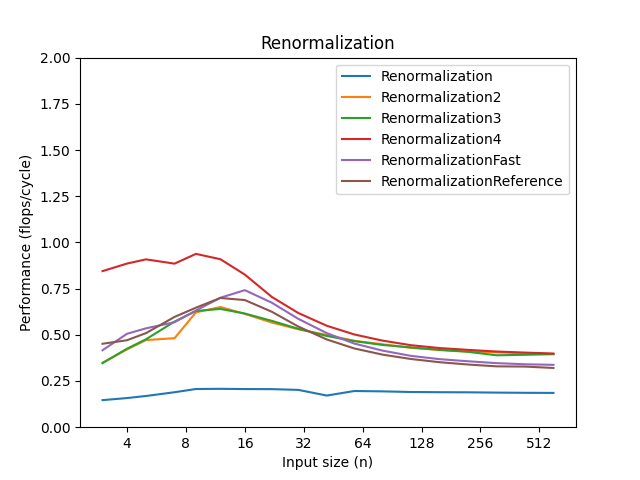 Renormalization
2.00
1.75
1.50
1.25
1.00
0.75
0.50
0.25
0.00
Performance (flops/cycle)
Renormalization
Renormalization2
Renormalization3
Renormalization4
RenormalizationFast
RenormalizationReference
4 8 16 32 64 128 256 512
Input size (n)